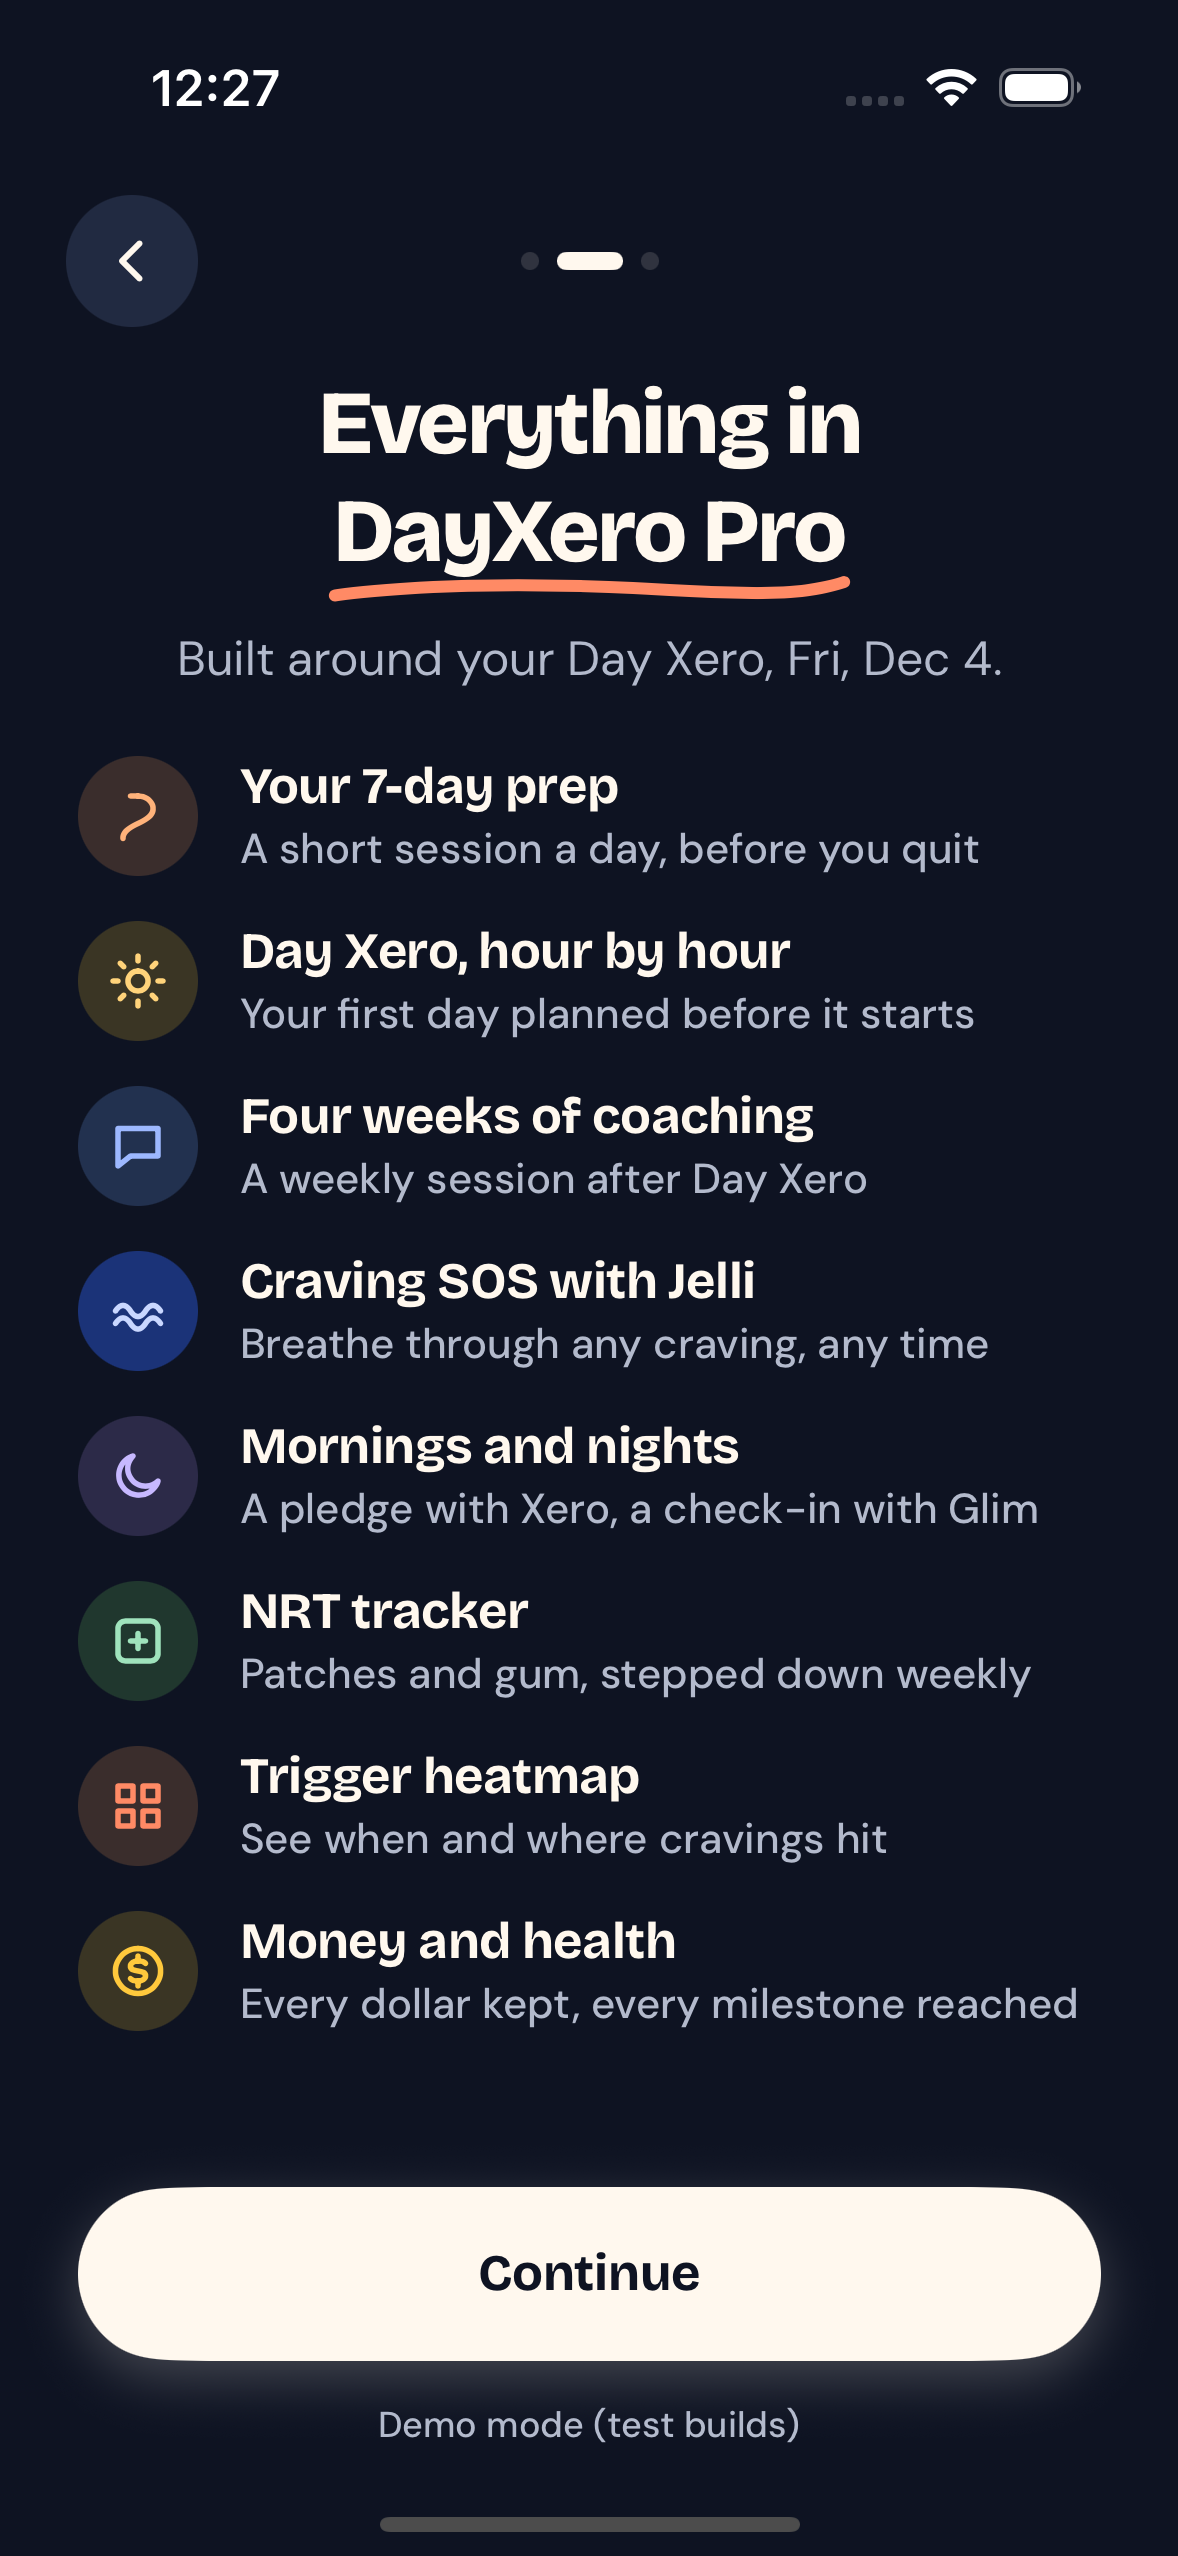 12:27
Everything in
DayXero Pro
Built around your Day Xero, Fri, Dec 4.
Your 7-day prep
A short session a day, before you quit
Day Xero, hour by hour
Your first day planned before it starts
Four weeks of coaching
A weekly session after Day Xero
Craving SOS with Jelli
Breathe through any craving, any time
Mornings and nights
A pledge with Xero, a check-in with Glim
NRT tracker
Patches and gum, stepped down weekly
Trigger heatmap
See when and where cravings hit
Money and health
Every dollar kept, every milestone reached
Continue
Demo mode (test builds)